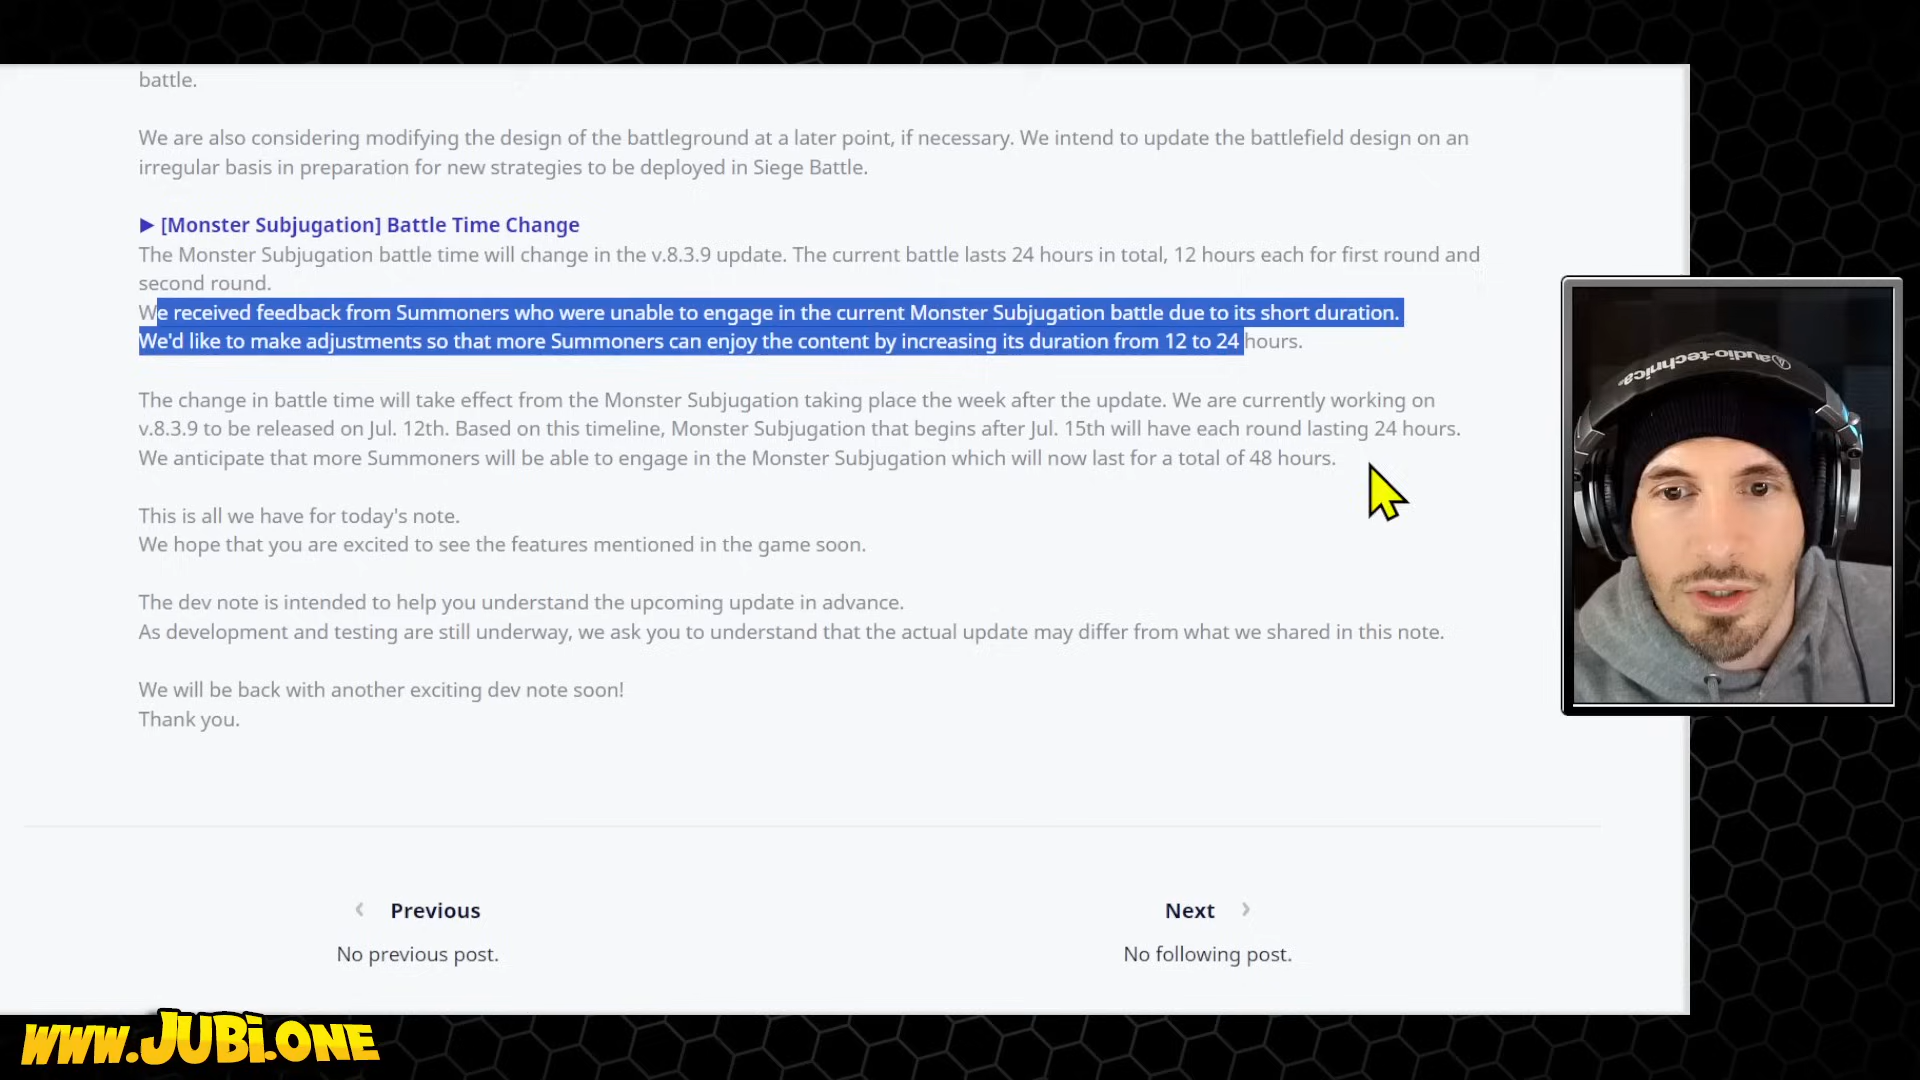 battle.
We are also considering modifying the design of the battleground at a later point, if necessary. We intend to update the battlefield design on an
irregular basis in preparation for new strategies to be deployed in Siege Battle.
▶ [Monster Subjugation] Battle Time Change
The Monster Subjugation battle time will change in the v.8.3.9 update. The current battle lasts 24 hours in total, 12 hours each for first round and
second round.
We received feedback from Summoners who were unable to engage in the current Monster Subjugation battle due to its short duration.
We'd like to make adjustments so that more Summoners can enjoy the content by increasing its duration from 12 to 24 hours.
The change in battle time will take effect from the Monster Subjugation taking place the week after the update. We are currently working on
v.8.3.9 to be released on Jul. 12th. Based on this timeline, Monster Subjugation that begins after Jul. 15th will have each round lasting 24 hours.
We anticipate that more Summoners will be able to engage in the Monster Subjugation which will now last for a total of 48 hours.
This is all we have for today's note.
We hope that you are excited to see the features mentioned in the game soon.
The dev note is intended to help you understand the upcoming update in advance.
As development and testing are still underway, we ask you to understand that the actual update may differ from what we shared in this note.
We will be back with another exciting dev note soon!
Thank you.
‹ Previous
No previous post.
Next ›
No following post.
audio-technica
www.JUBi.ONE